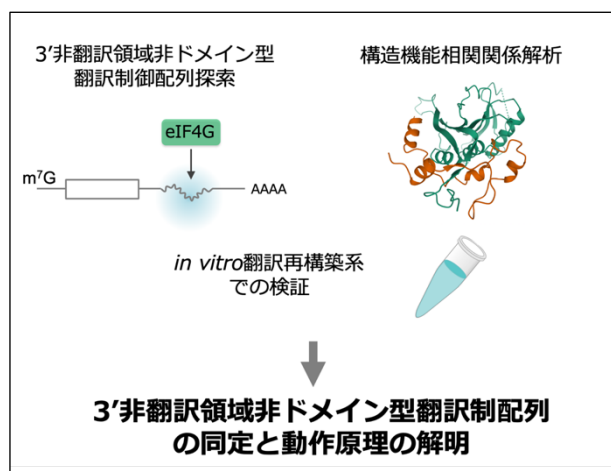 3′非翻訳領域非ドメイン型
翻訳制御配列探索
構造機能相関関係解析
eIF4G
m⁷G
AAAA
in vitro翻訳再構築系
での検証
3′非翻訳領域非ドメイン型翻訳制配列
の同定と動作原理の解明